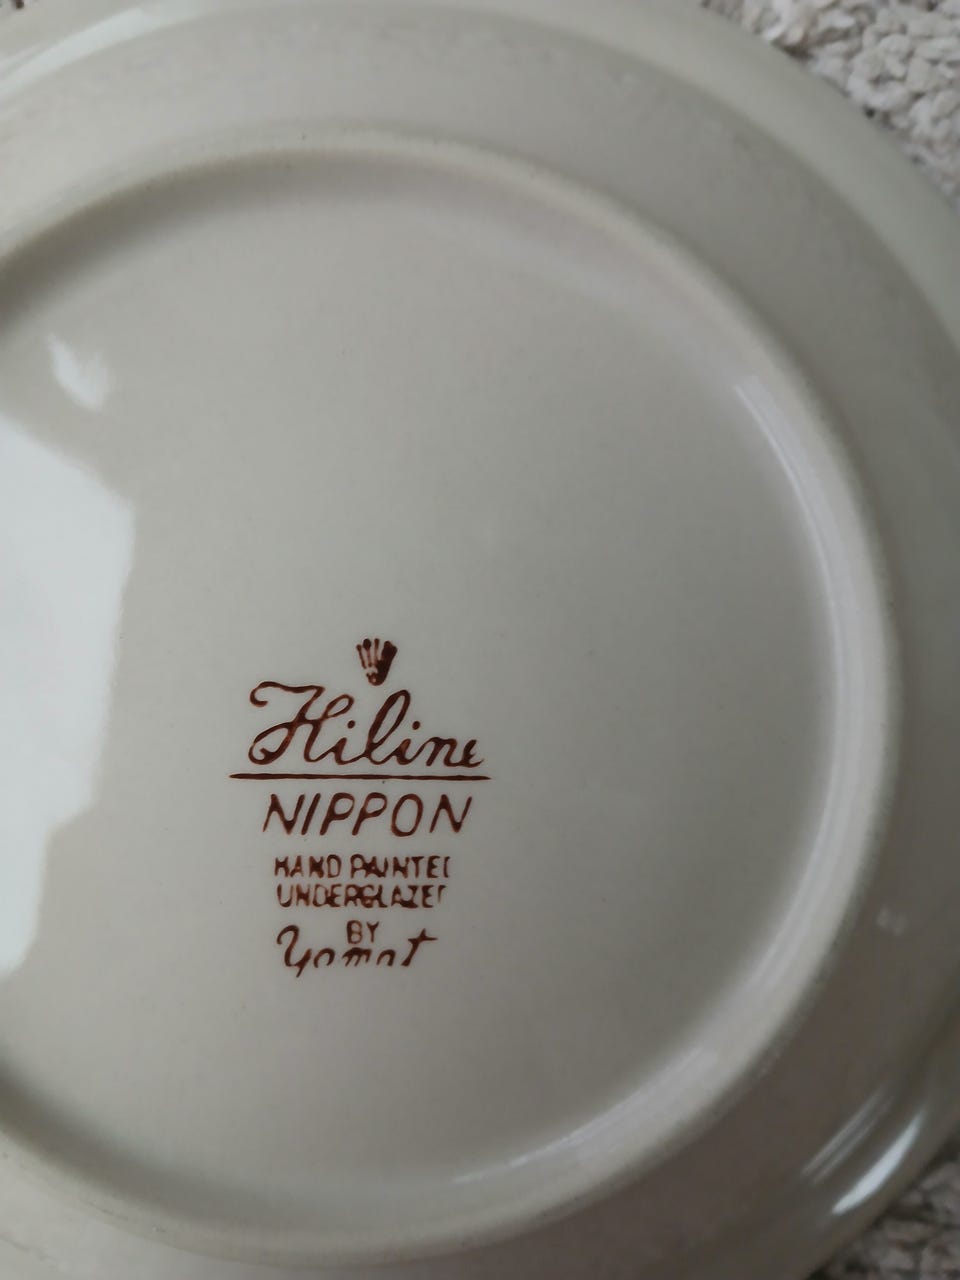 Hiline
NIPPON
HAND PAINTED
UNDERGLAZED
BY